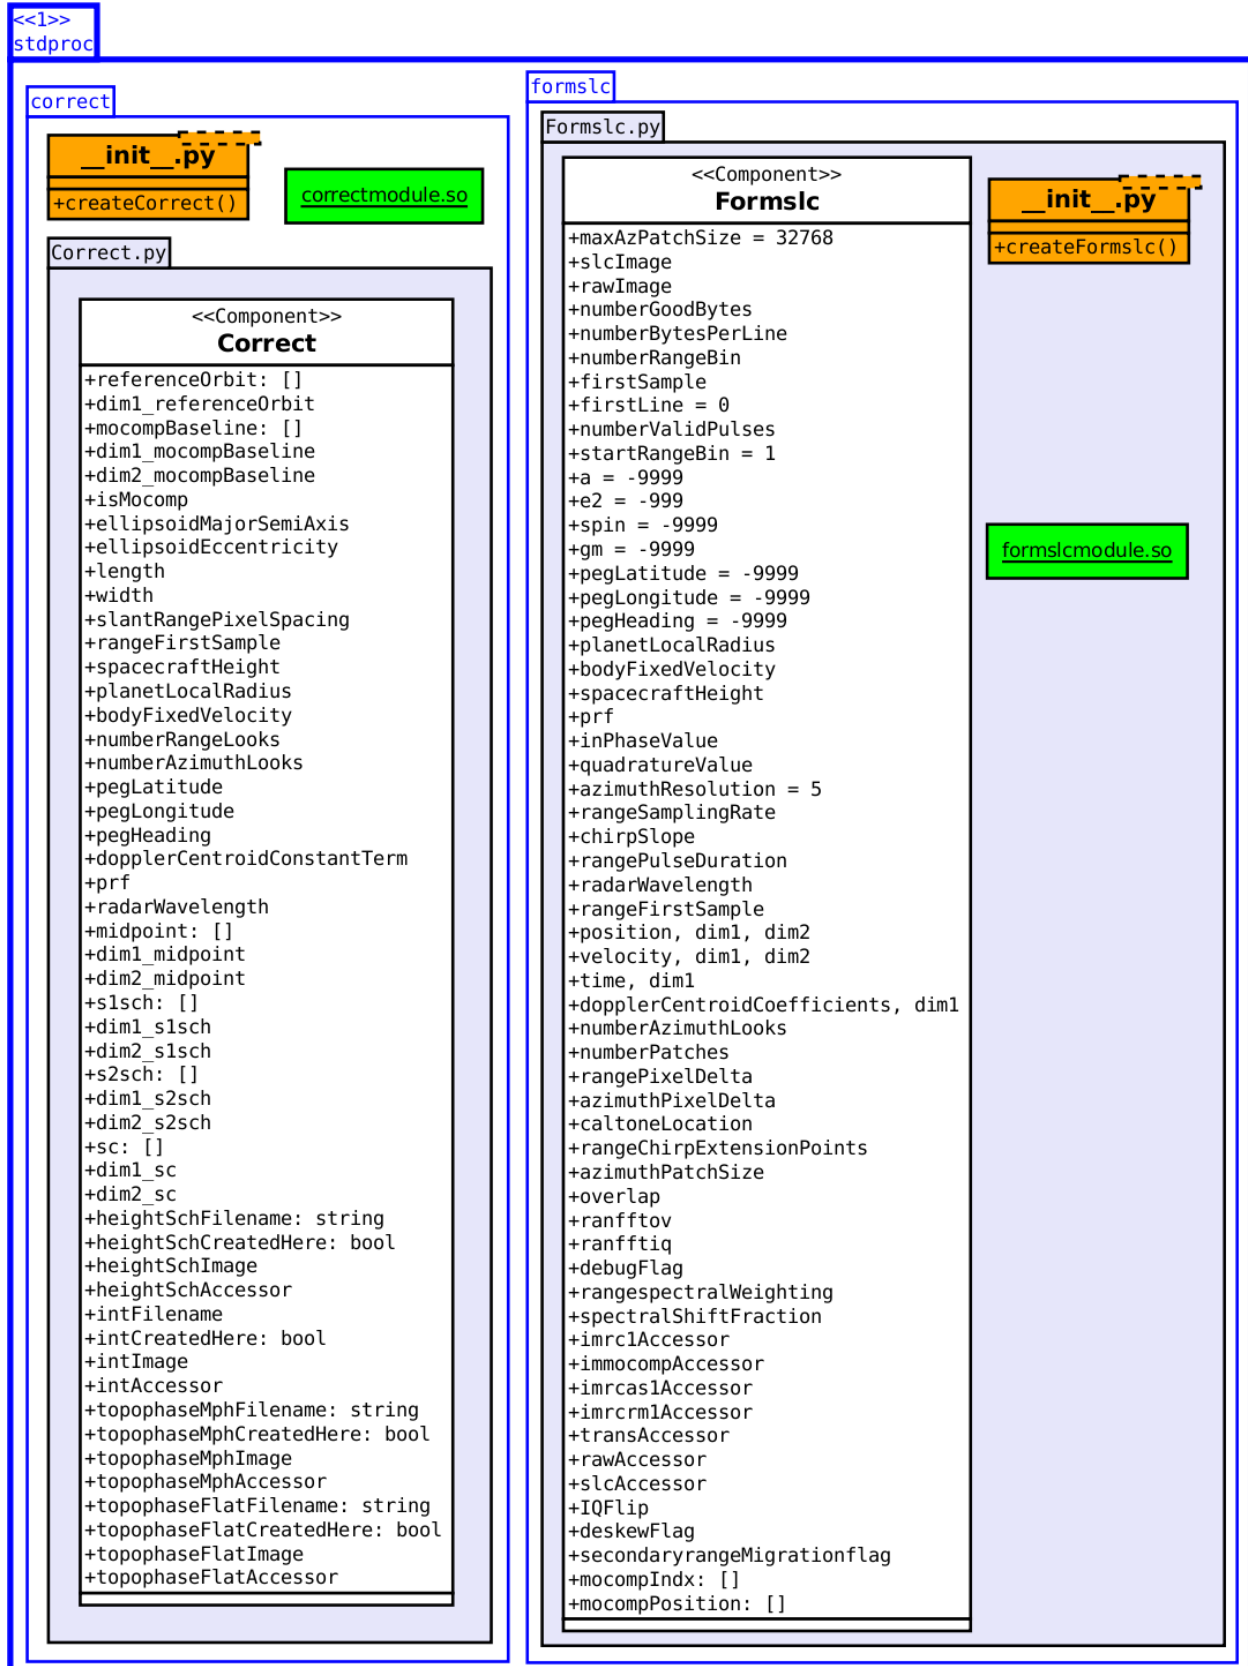 <<1>>
stdproc
correct
__init__.py
+createCorrect()
correctmodule.so
Correct.py
<<Component>>
Correct
+referenceOrbit: []
+dim1_referenceOrbit
+mocompBaseline: []
+dim1_mocompBaseline
+dim2_mocompBaseline
+isMocomp
+ellipsoidMajorSemiAxis
+ellipsoidEccentricity
+length
+width
+slantRangePixelSpacing
+rangeFirstSample
+spacecraftHeight
+planetLocalRadius
+bodyFixedVelocity
+numberRangeLooks
+numberAzimuthLooks
+pegLatitude
+pegLongitude
+pegHeading
+dopplerCentroidConstantTerm
+prf
+radarWavelength
+midpoint: []
+dim1_midpoint
+dim2_midpoint
+s1sch: []
+dim1_s1sch
+dim2_s1sch
+s2sch: []
+dim1_s2sch
+dim2_s2sch
+sc: []
+dim1_sc
+dim2_sc
+heightSchFilename: string
+heightSchCreatedHere: bool
+heightSchImage
+heightSchAccessor
+intFilename
+intCreatedHere: bool
+intImage
+intAccessor
+topophaseMphFilename: string
+topophaseMphCreatedHere: bool
+topophaseMphImage
+topophaseMphAccessor
+topophaseFlatFilename: string
+topophaseFlatCreatedHere: bool
+topophaseFlatImage
+topophaseFlatAccessor
formslc
Formslc.py
<<Component>>
Formslc
+maxAzPatchSize = 32768
+slcImage
+rawImage
+numberGoodBytes
+numberBytesPerLine
+numberRangeBin
+firstSample
+firstLine = 0
+numberValidPulses
+startRangeBin = 1
+a = -9999
+e2 = -999
+spin = -9999
+gm = -9999
+pegLatitude = -9999
+pegLongitude = -9999
+pegHeading = -9999
+planetLocalRadius
+bodyFixedVelocity
+spacecraftHeight
+prf
+inPhaseValue
+quadratureValue
+azimuthResolution = 5
+rangeSamplingRate
+chirpSlope
+rangePulseDuration
+radarWavelength
+rangeFirstSample
+position, dim1, dim2
+velocity, dim1, dim2
+time, dim1
+dopplerCentroidCoefficients, dim1
+numberAzimuthLooks
+numberPatches
+rangePixelDelta
+azimuthPixelDelta
+caltoneLocation
+rangeChirpExtensionPoints
+azimuthPatchSize
+overlap
+ranfftov
+ranfftiq
+debugFlag
+rangespectralWeighting
+spectralShiftFraction
+imrc1Accessor
+immocompAccessor
+imrcas1Accessor
+imrcrm1Accessor
+transAccessor
+rawAccessor
+slcAccessor
+IQFlip
+deskewFlag
+secondaryrangeMigrationflag
+mocompIndx: []
+mocompPosition: []
__init__.py
+createFormslc()
formslcmodule.so